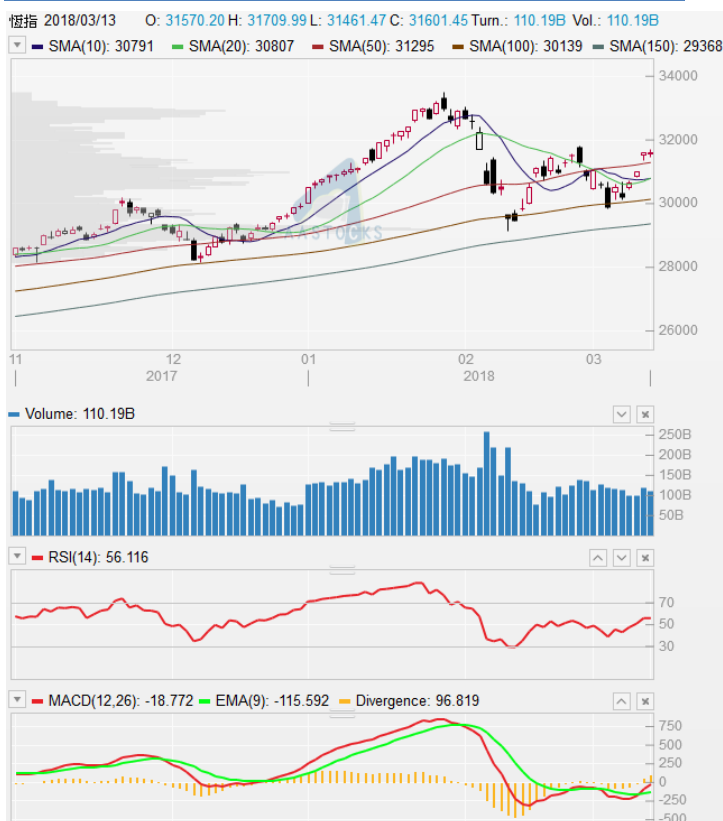 恆指 2018/03/13 O: 31570.20 H: 31709.99 L: 31461.47 C: 31601.45 Turn.: 110.19B Vol.: 110.19B
SMA(10): 30791 SMA(20): 30807 SMA(50): 31295 SMA(100): 30139 SMA(150): 29368
34000
32000
30000
AASTOCKS
28000
26000
11 12 01 02 03
2017 2018
Volume: 110.19B
250B
200B
150B
100B
50B
RSI(14): 56.116
70
50
30
MACD(12,26): -18.772 EMA(9): -115.592 Divergence: 96.819
750
500
250
0
-250
-500